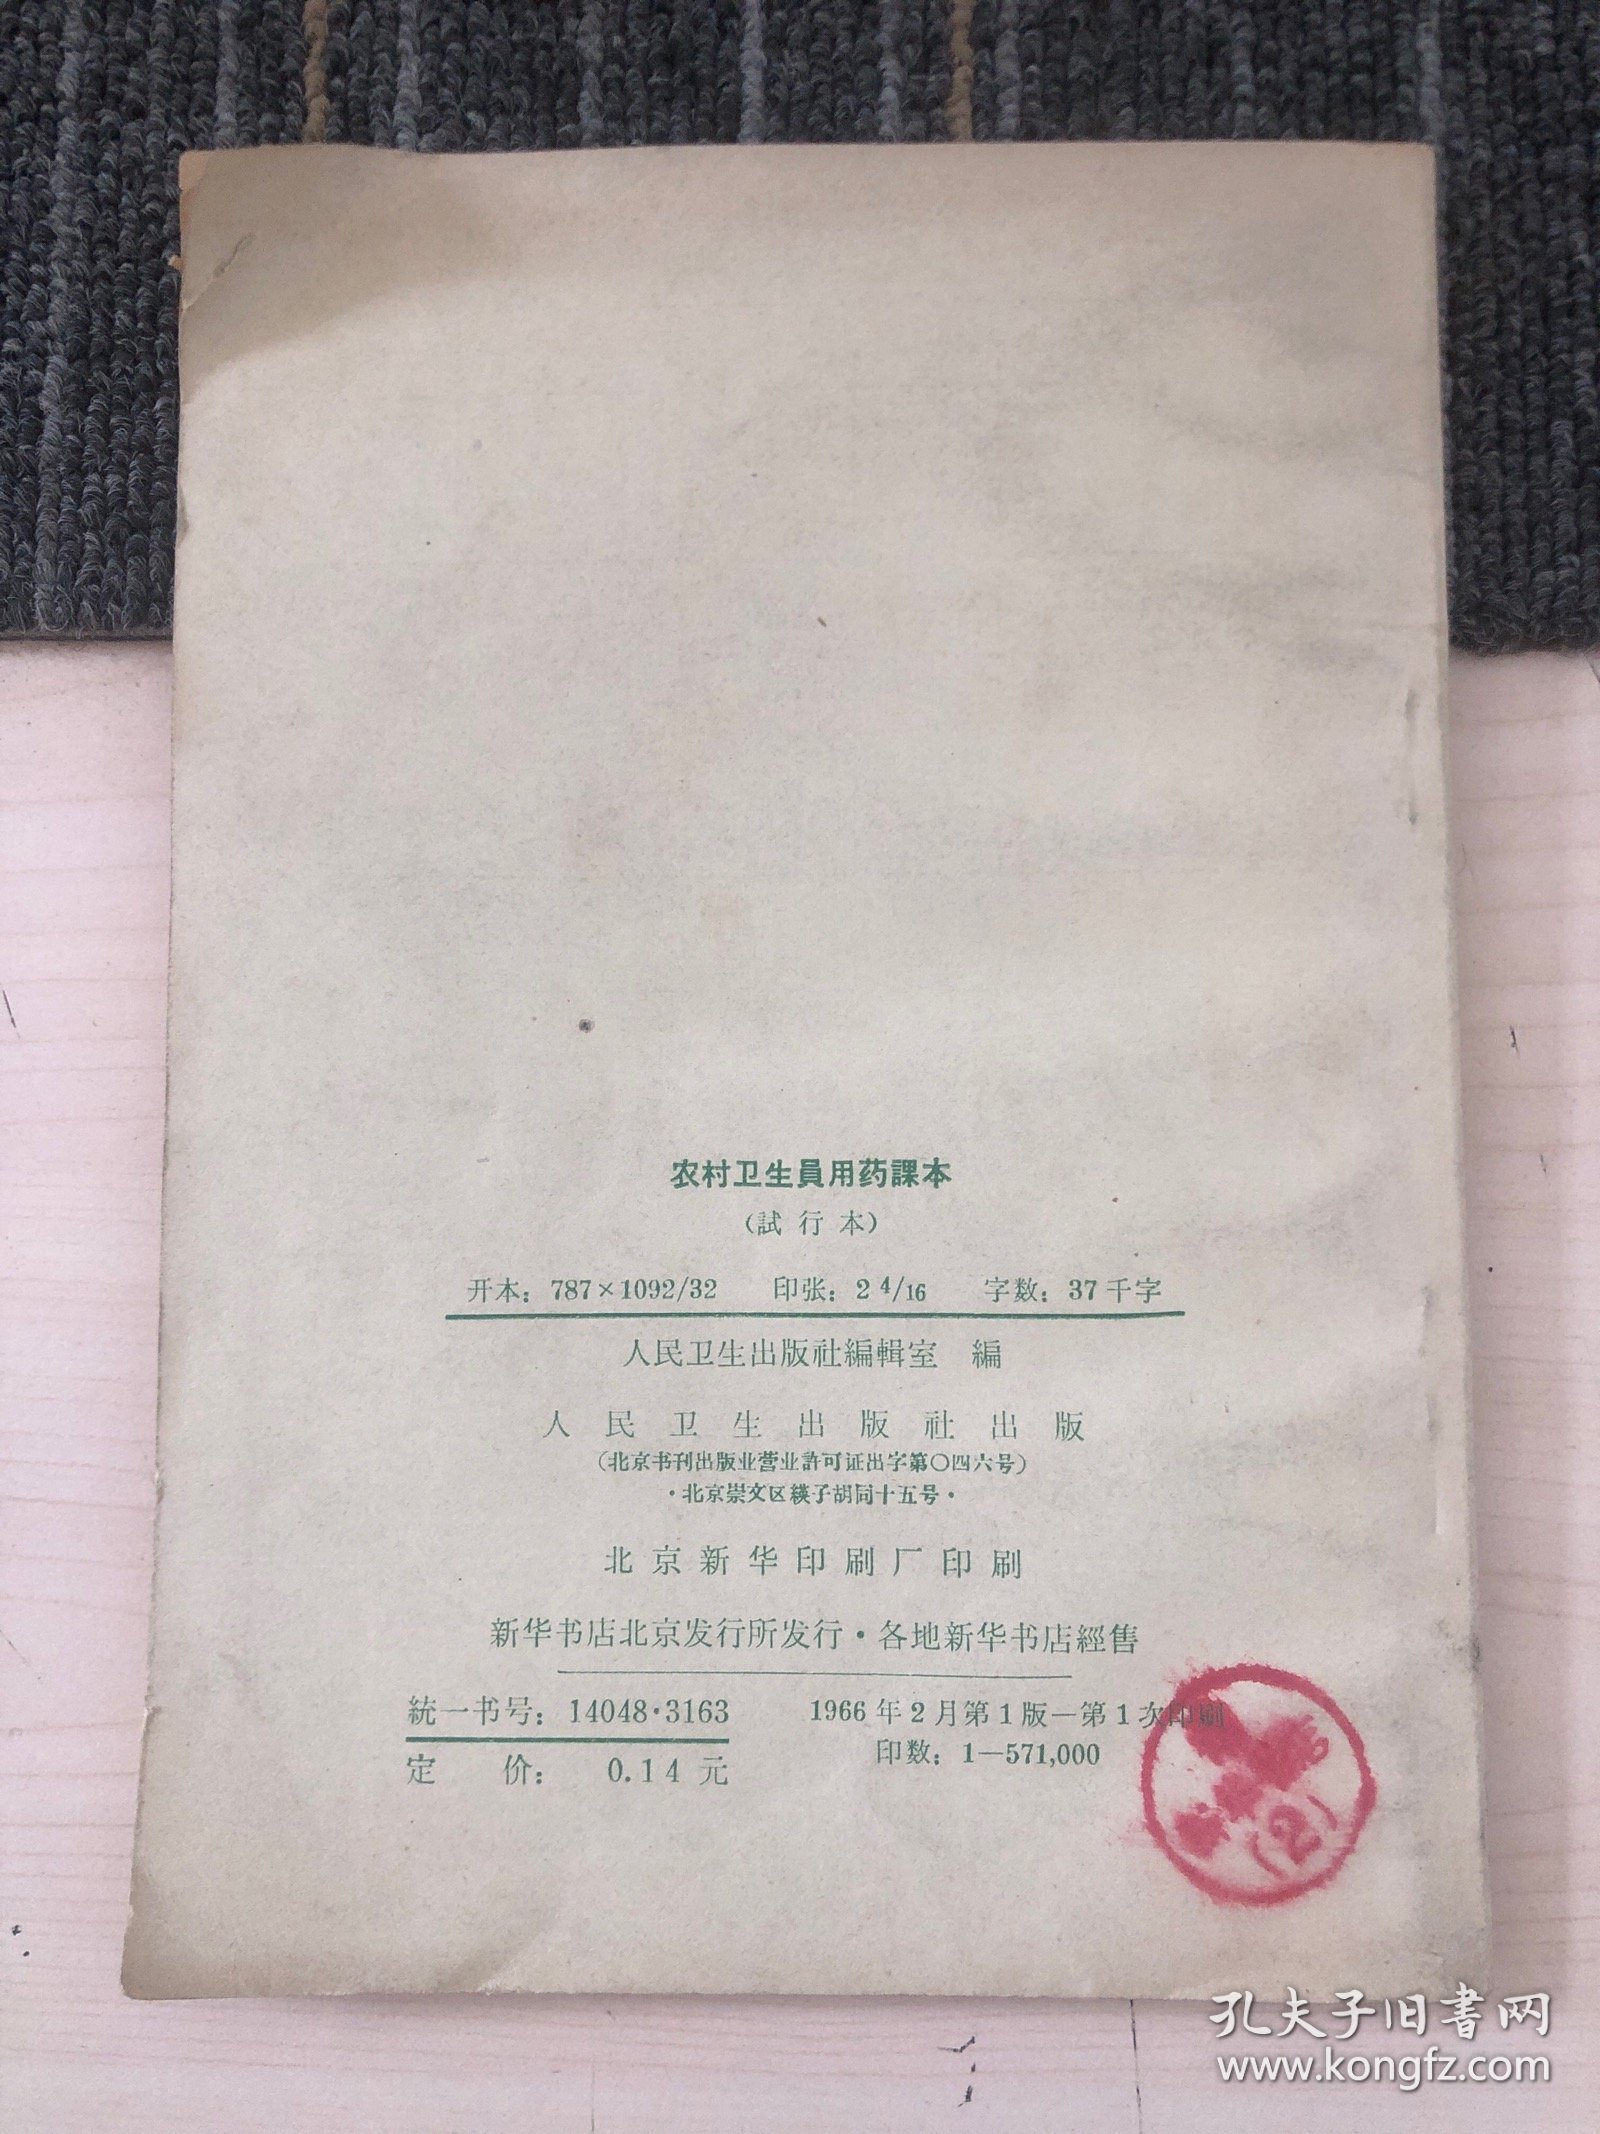 农村卫生員用药課本
（試行本）
开本：787×1092/32 印张：2 4/16 字数：37千字
人民卫生出版社編輯室 編
人民卫生出版社出版
（北京书刊出版业营业許可证出字第〇四六号）
·北京崇文区𥿄子胡同十五号·
北京新华印刷厂印刷
新华书店北京发行所发行·各地新华书店經售
統一书号：14048·3163
定 价：0.14元
1966年2月第1版—第1次印刷
印数：1—571,000
(2)
孔夫子旧書网
www.kongfz.com